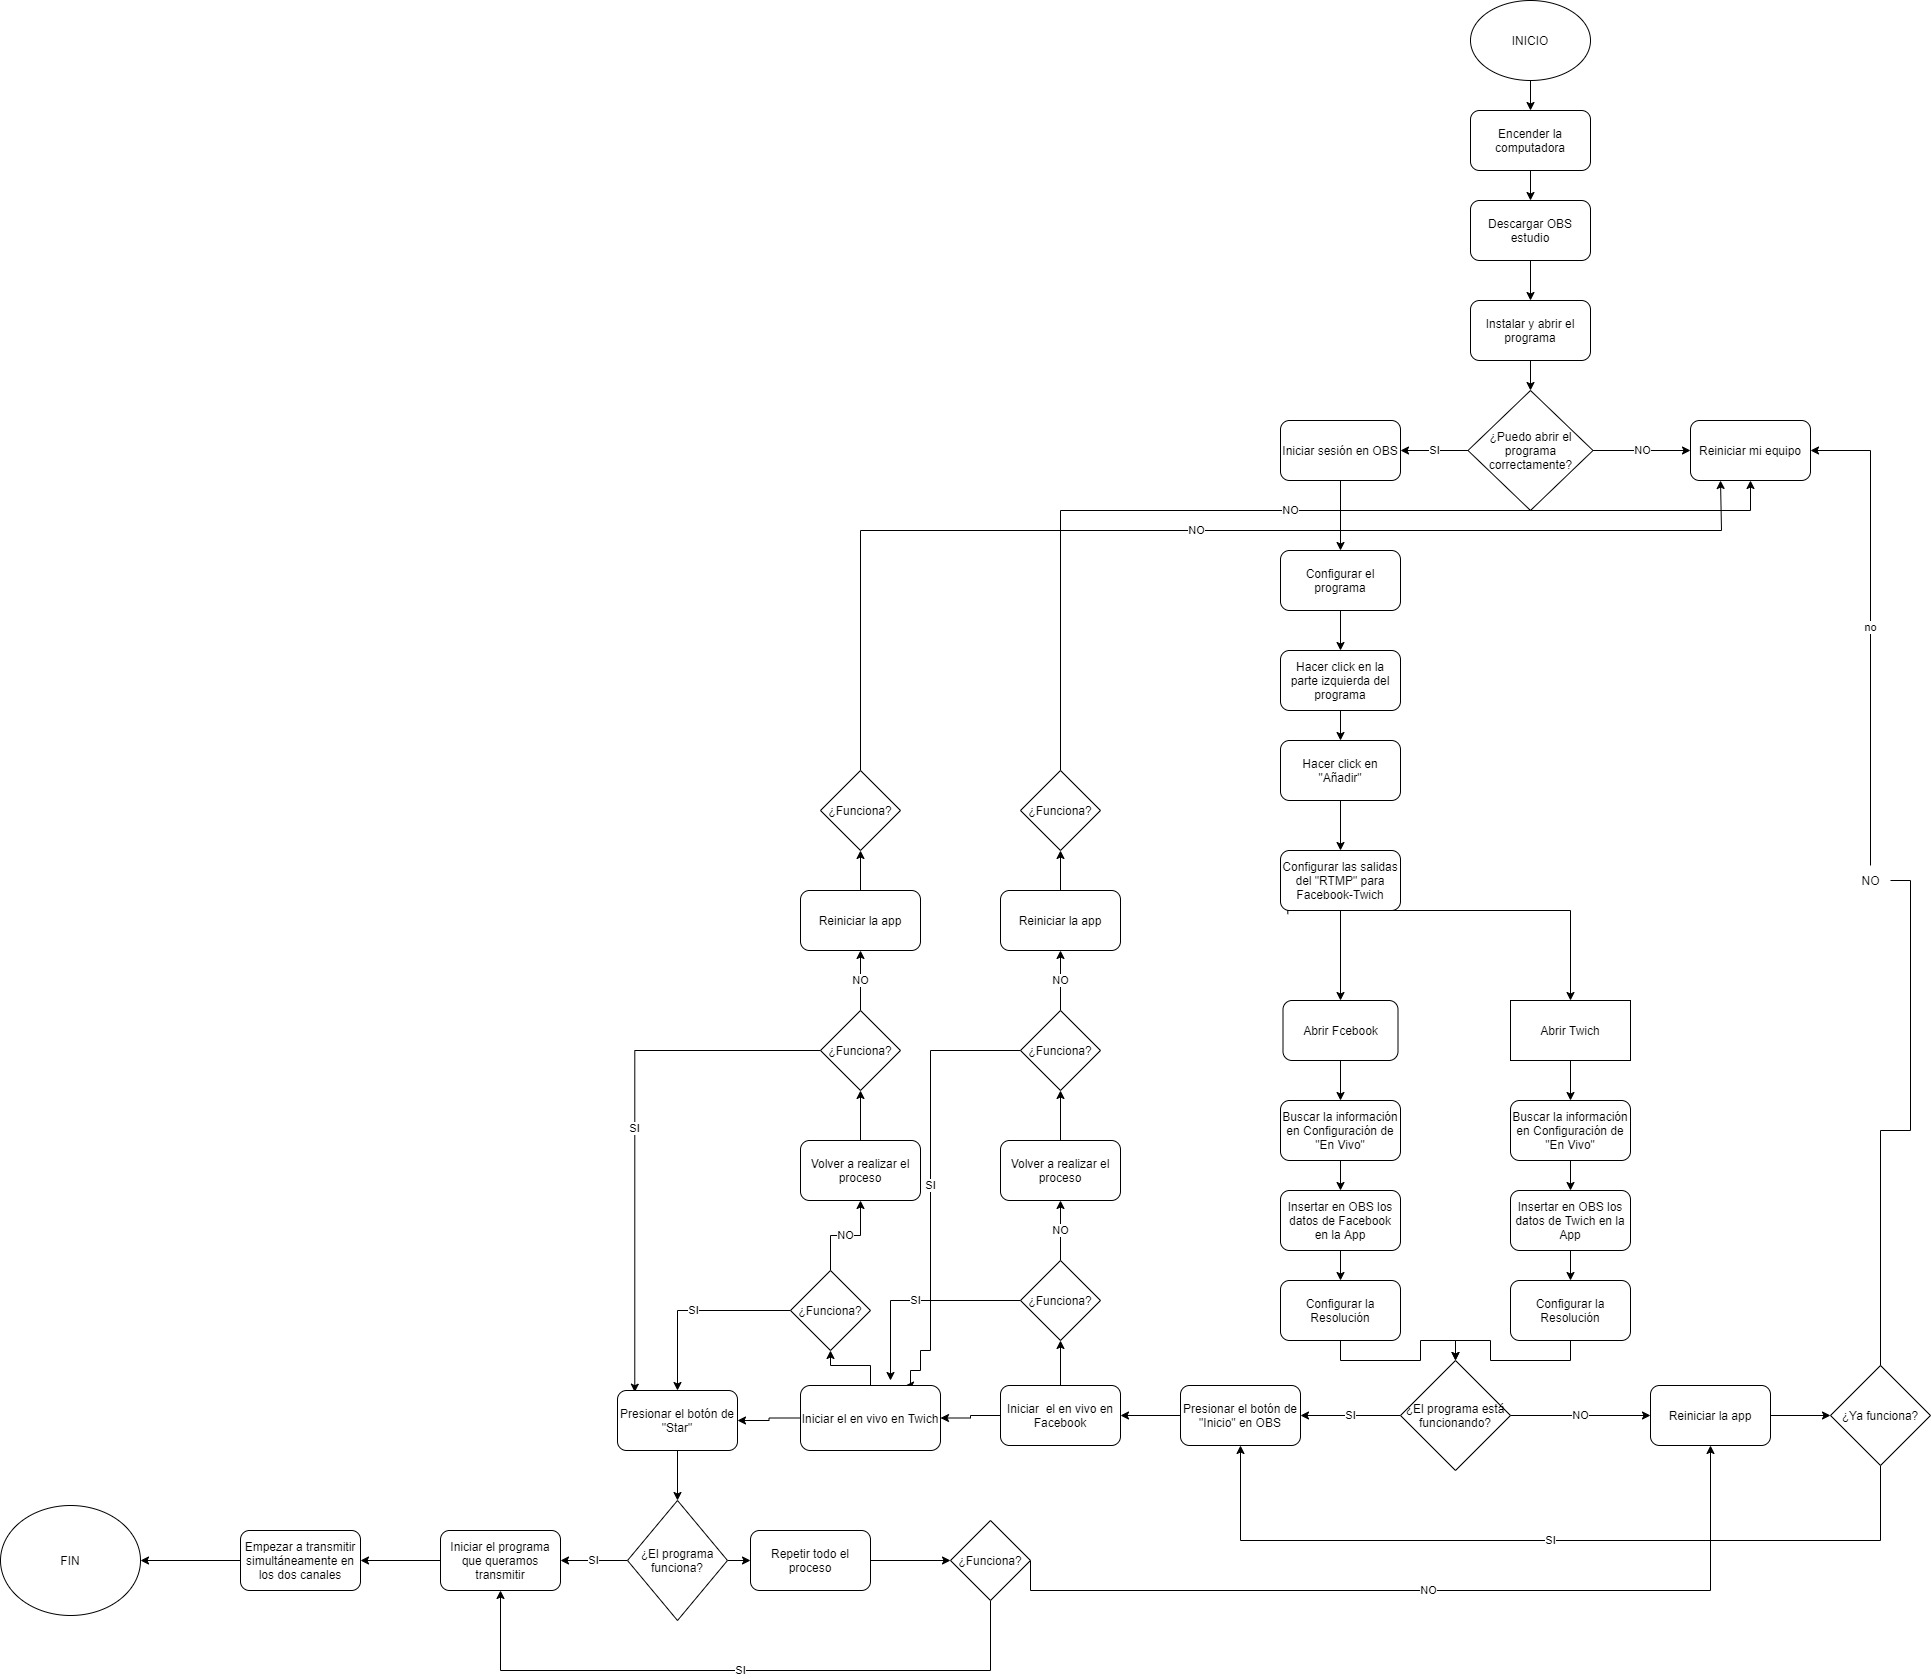 INICIO
Encender la
computadora
Descargar OBS
estudio
Instalar y abrir el
programa
¿Puedo abrir el
programa
correctamente?
SI
Iniciar sesión en OBS
NO
Reiniciar mi equipo
NO
NO
Configurar el
programa
no
Hacer click en la
parte izquierda del
programa
Hacer click en
"Añadir"
¿Funciona?
¿Funciona?
Configurar las salidas
del "RTMP" para
Facebook-Twich
NO
Reiniciar la app
Reiniciar la app
NO
NO
Abrir Fcebook
Abrir Twich
¿Funciona?
¿Funciona?
SI
Buscar la información
en Configuración de
"En Vivo"
Buscar la información
en Configuración de
"En Vivo"
Volver a realizar el
proceso
SI
Volver a realizar el
proceso
Insertar en OBS los
datos de Facebook
en la App
Insertar en OBS los
datos de Twich en la
App
NO
NO
SI
¿Funciona?
SI
¿Funciona?
Configurar la
Resolución
Configurar la
Resolución
Presionar el botón de
"Star"
Iniciar el en vivo en Twich
Iniciar  el en vivo en
Facebook
Presionar el botón de
"Inicio" en OBS
SI
¿El programa está
funcionando?
NO
Reiniciar la app
¿Ya funciona?
SI
FIN
Empezar a transmitir
simultáneamente en
los dos canales
Iniciar el programa
que queramos
transmitir
SI
¿El programa
funciona?
Repetir todo el
proceso
¿Funciona?
NO
SI